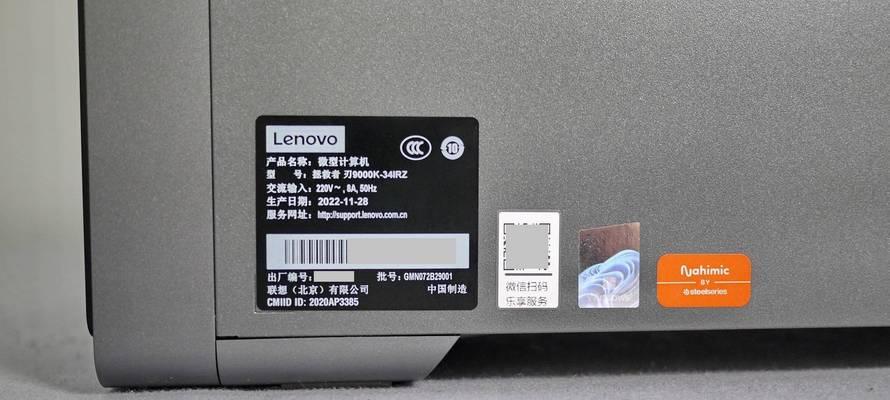 Lenovo
10
产品名称：微型计算机
型 号：拯救者 刃9000K-34IRZ
交流输入：220V～, 8A, 50Hz
生产日期：2022-11-28
服务网址：http://support.lenovo.com.cn
出厂编号：
批号：GMN072B29001
联想（北京）有限公司 中国制造
CMIID ID: 2020AP3385
微信扫码
乐享服务
Nahimic
BY
steelseries